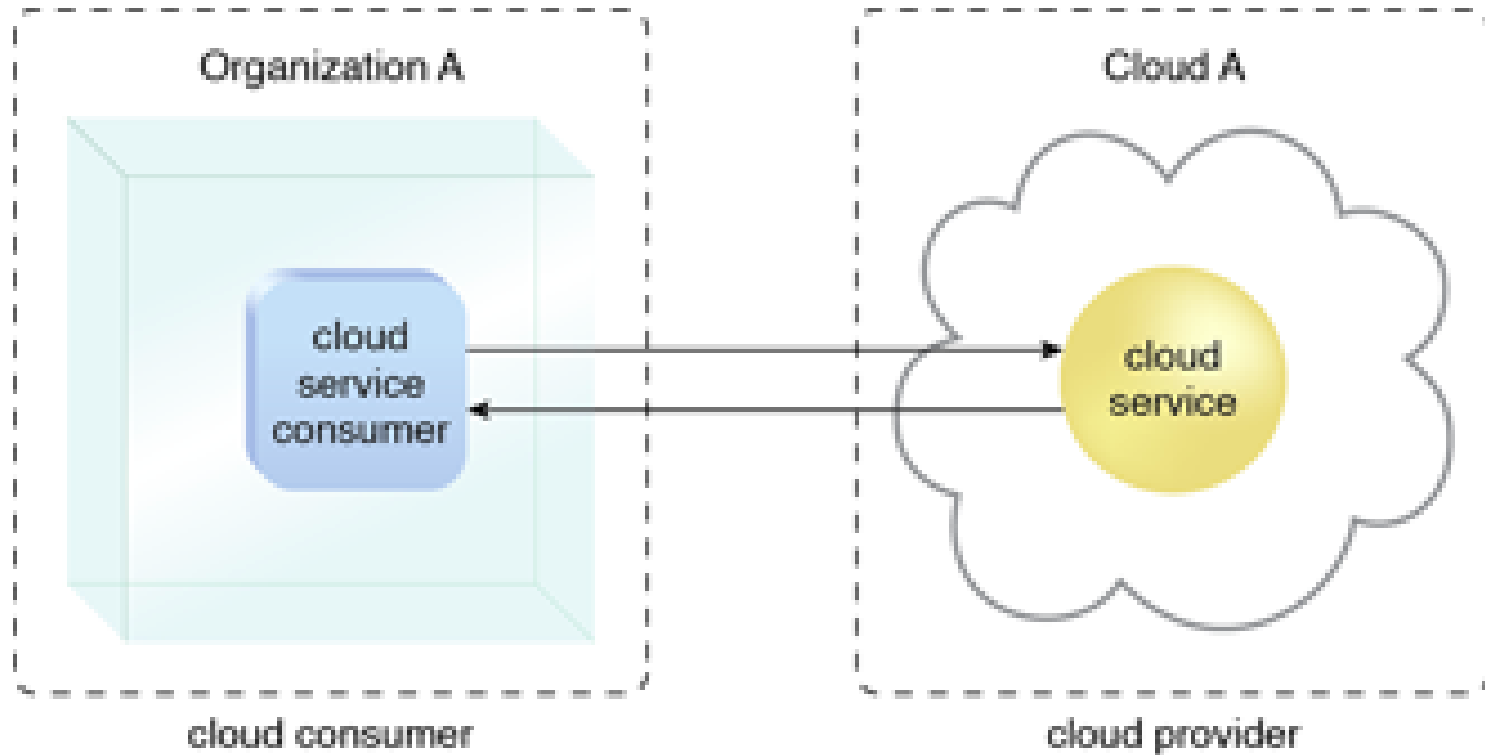 Organization A
Cloud A
cloud
service
consumer
cloud
service
cloud consumer
cloud provider